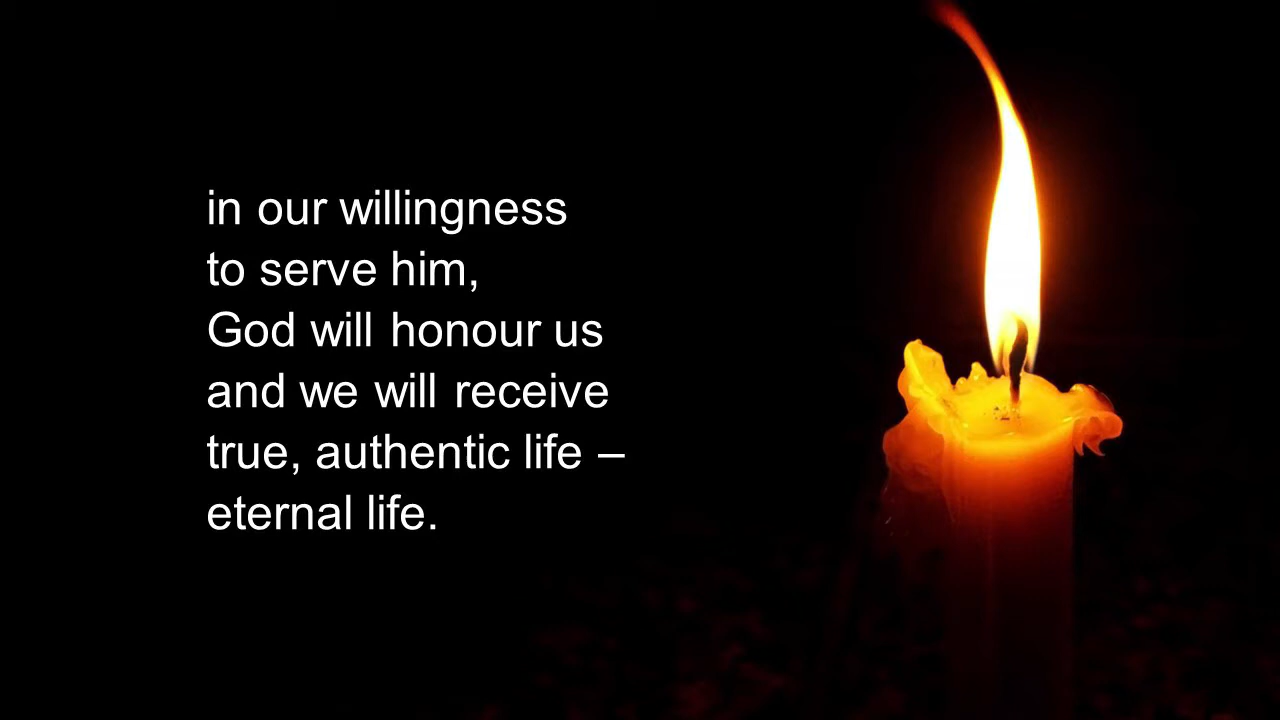 in our willingness
to serve him,
God will honour us
and we will receive
true, authentic life –
eternal life.